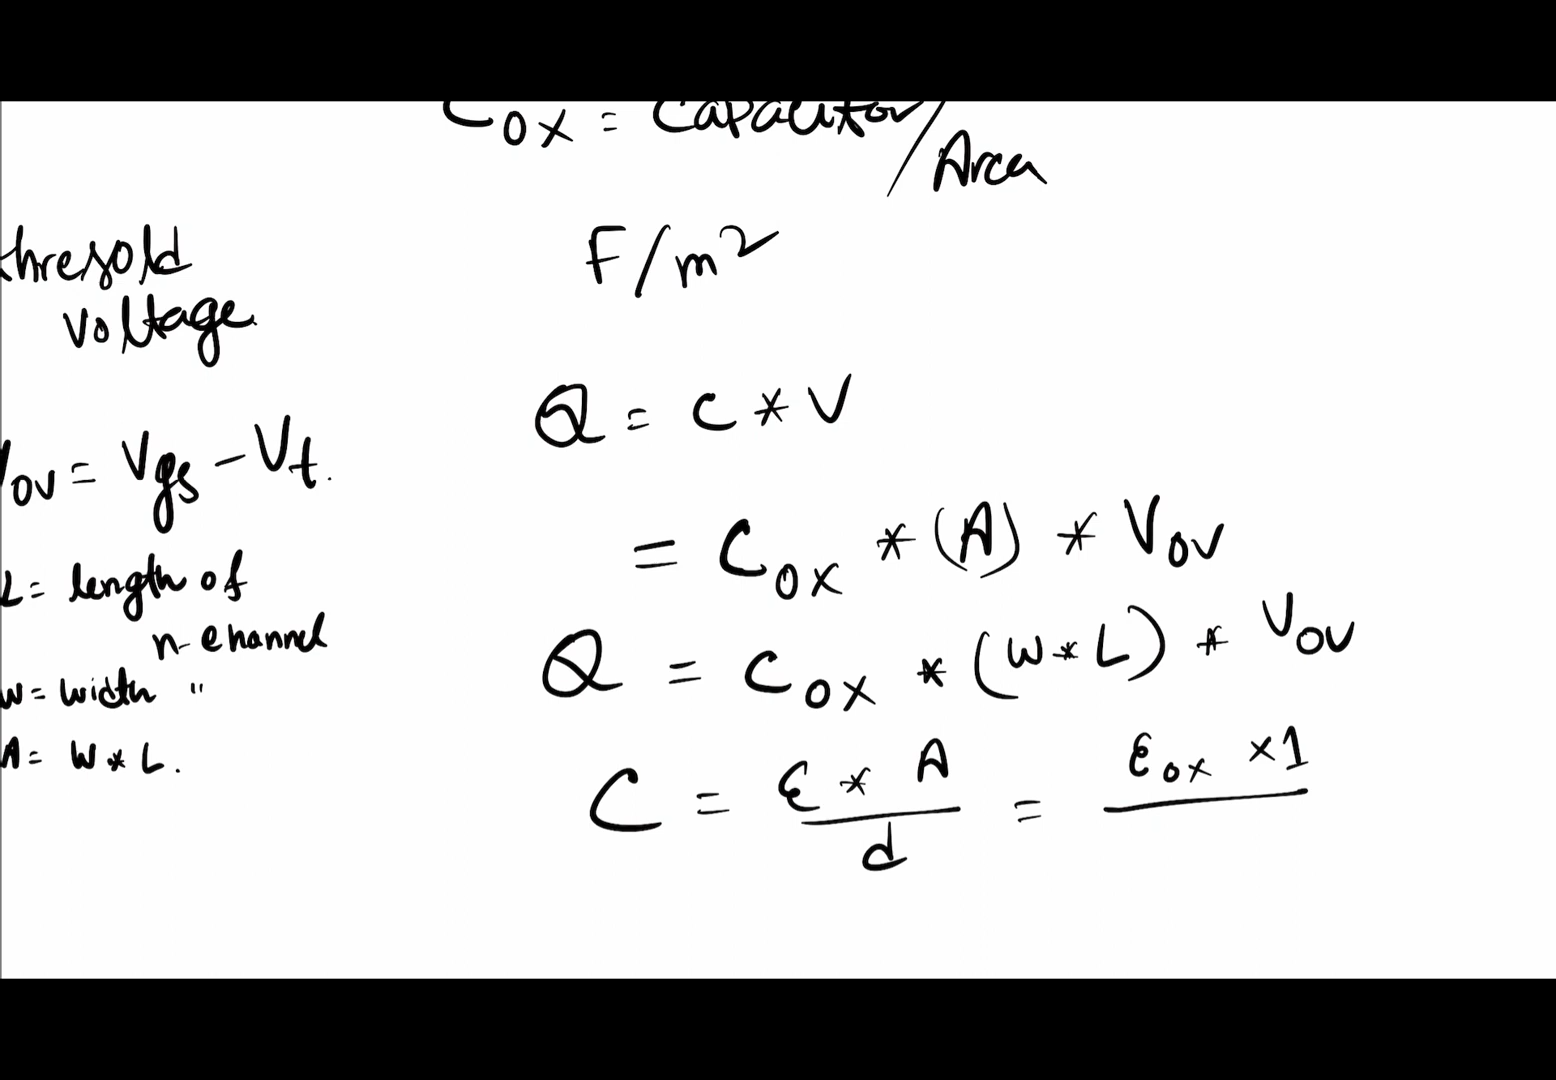 Cox = Capacitor/Area
F/m²
thresold
voltage
Vov = Vgs - Vt.
L = length of
n-channel
W = width "
A = W * L.
Q = C * V
= Cox * (A) * Vov
Q = Cox * (W * L) * Vov
C = ε * A / d = εox × 1